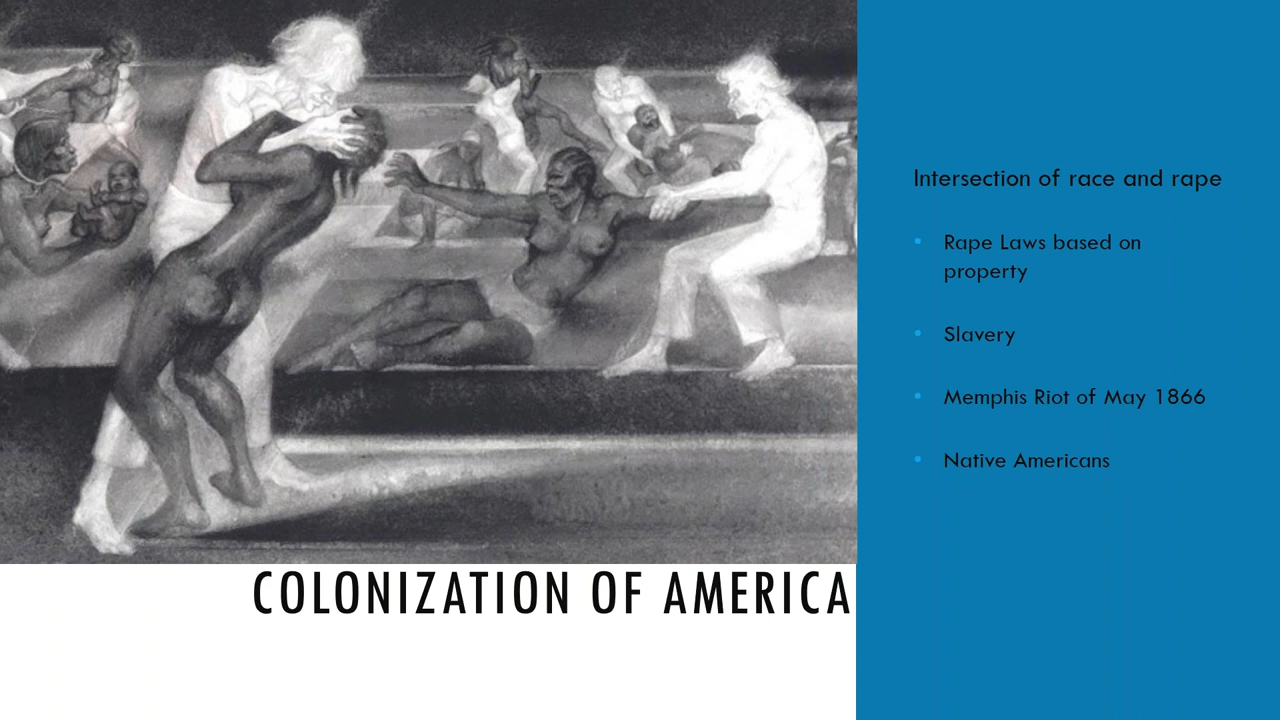 Intersection of race and rape
Rape Laws based on
property
Slavery
Memphis Riot of May 1866
Native Americans
COLONIZATION OF AMERICA